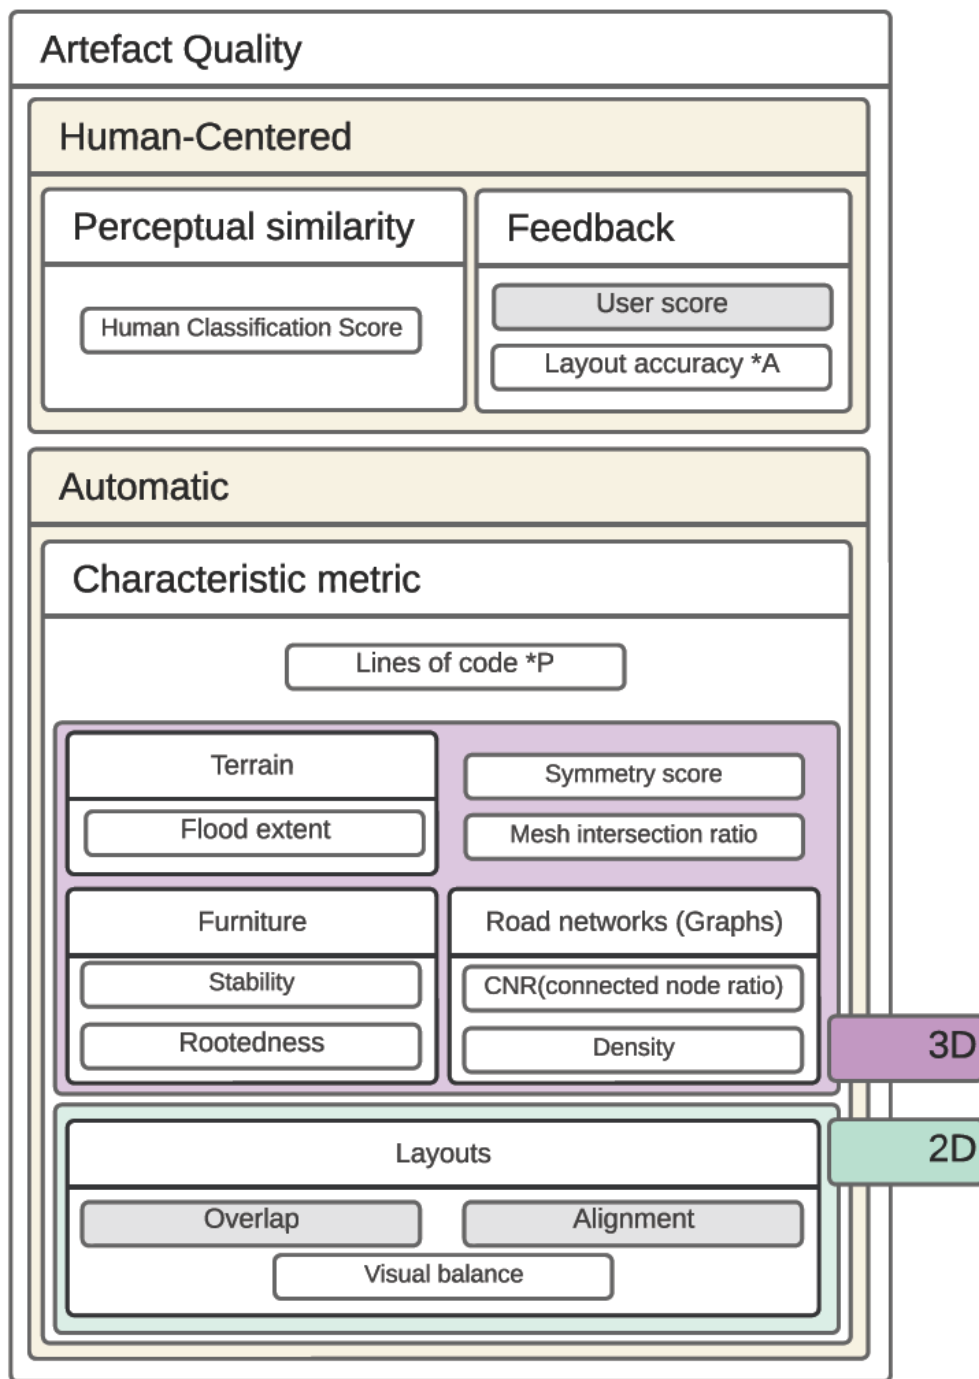 Artefact Quality
Human-Centered
Perceptual similarity
Human Classification Score
Feedback
User score
Layout accuracy *A
Automatic
Characteristic metric
Lines of code *P
Terrain
Flood extent
Symmetry score
Mesh intersection ratio
Furniture
Stability
Rootedness
Road networks (Graphs)
CNR(connected node ratio)
Density
3D
Layouts
Overlap
Alignment
Visual balance
2D